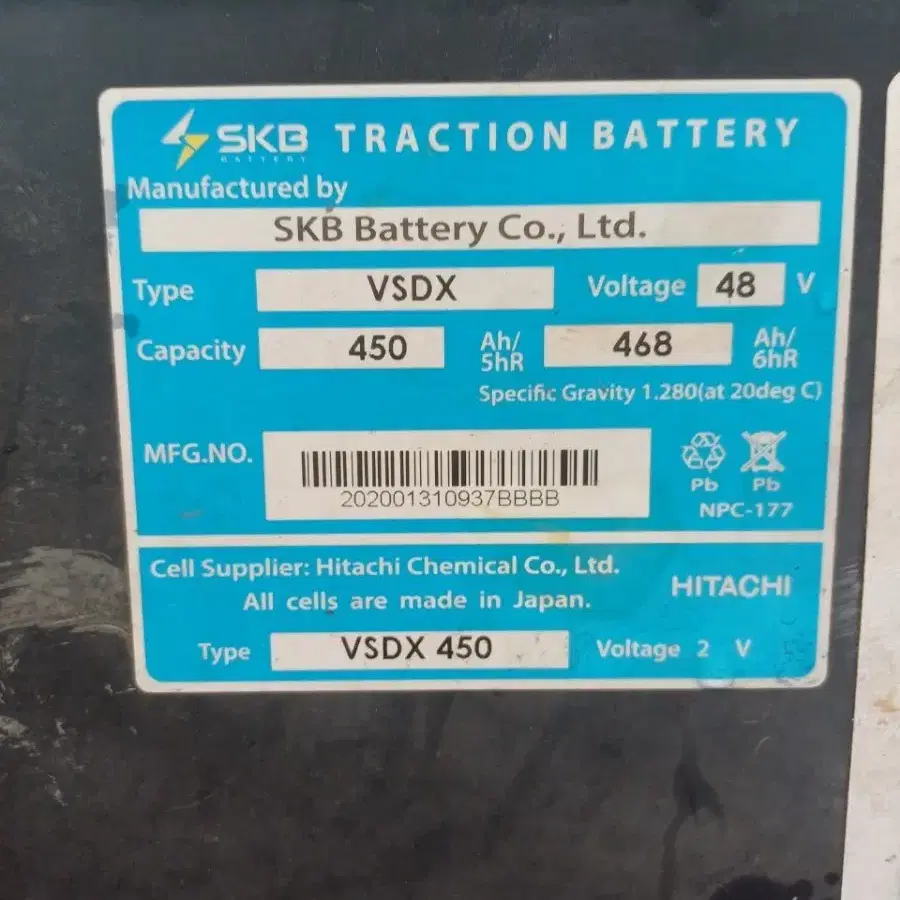 SKB TRACTION BATTERY
BATTERY
Manufactured by
SKB Battery Co., Ltd.
Type VSDX Voltage 48 V
Capacity 450 Ah/5hR 468 Ah/6hR
Specific Gravity 1.280(at 20deg C)
MFG.NO.
202001310937BBBB
Pb Pb
NPC-177
Cell Supplier: Hitachi Chemical Co., Ltd.
HITACHI
All cells are made in Japan.
Type VSDX 450 Voltage 2 V